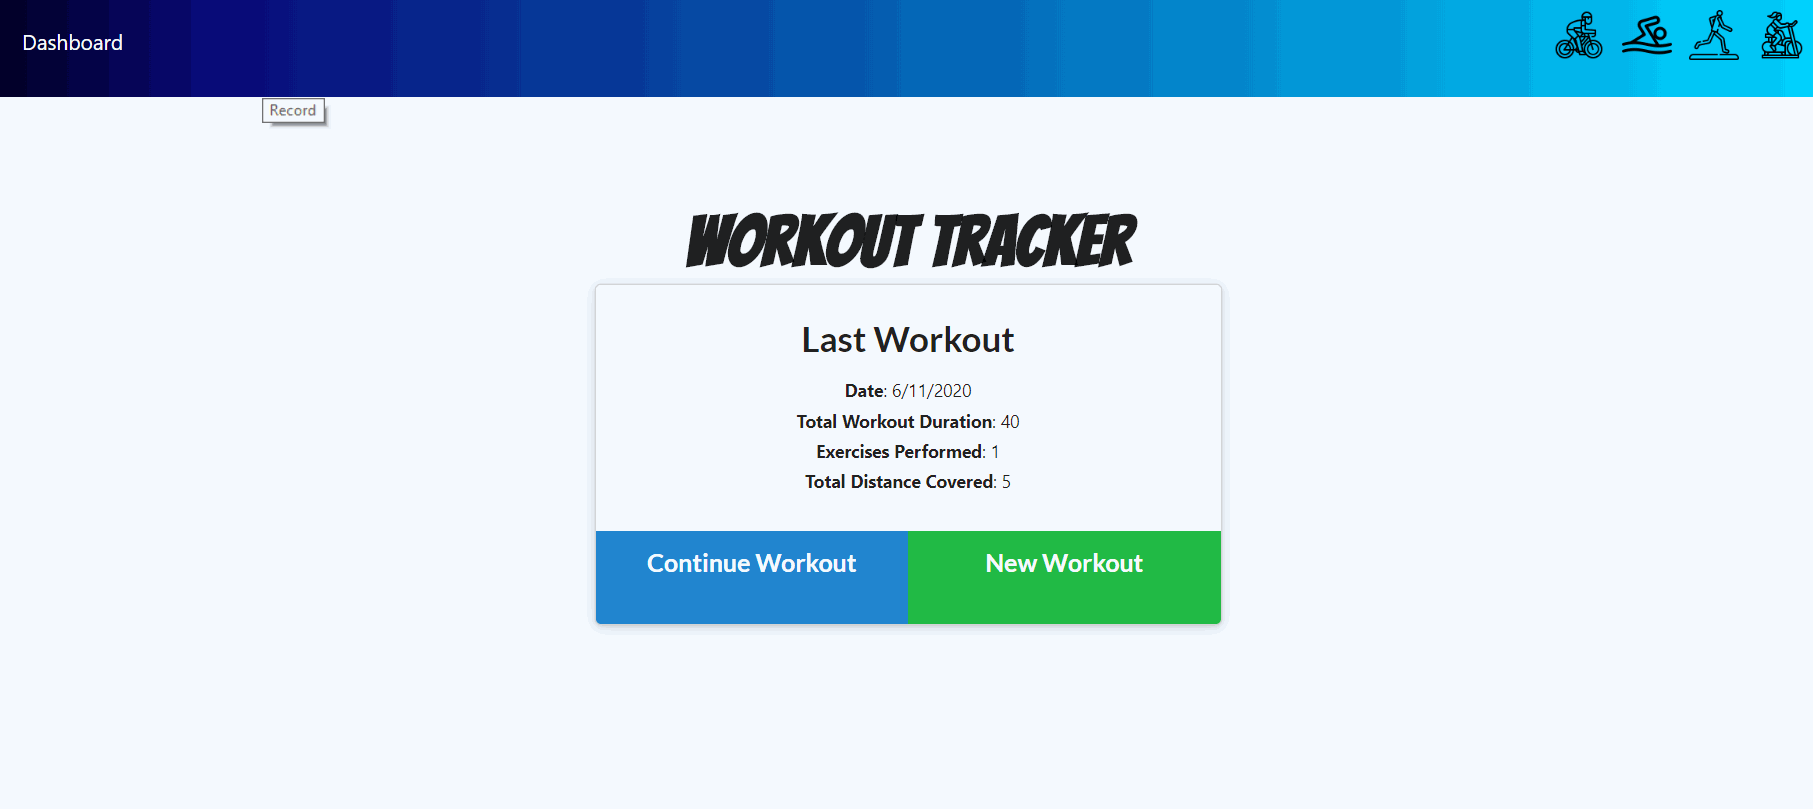 Dashboard
Record
WORKOUT TRACKER
Last Workout
Date: 6/11/2020
Total Workout Duration: 40
Exercises Performed: 1
Total Distance Covered: 5
Continue Workout
New Workout